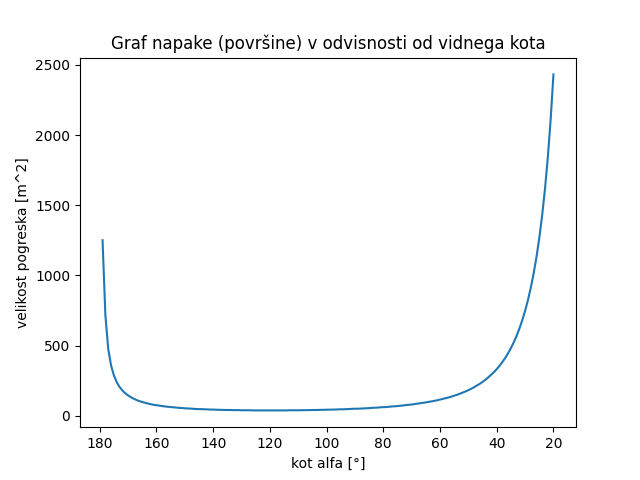 Graf napake (površine) v odvisnosti od vidnega kota
2500
2000
1500
1000
500
0
velikost pogreska [m^2]
180 160 140 120 100 80 60 40 20
kot alfa [°]